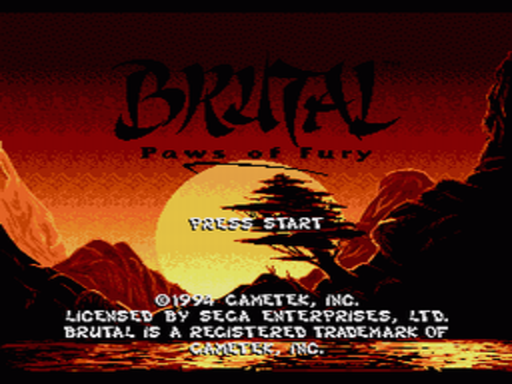 BRUTAL™
Paws of Fury
PRESS START
©1994 GAMETEK, INC.
LICENSED BY SEGA ENTERPRISES, LTD.
BRUTAL IS A REGISTERED TRADEMARK OF
GAMETEK, INC.